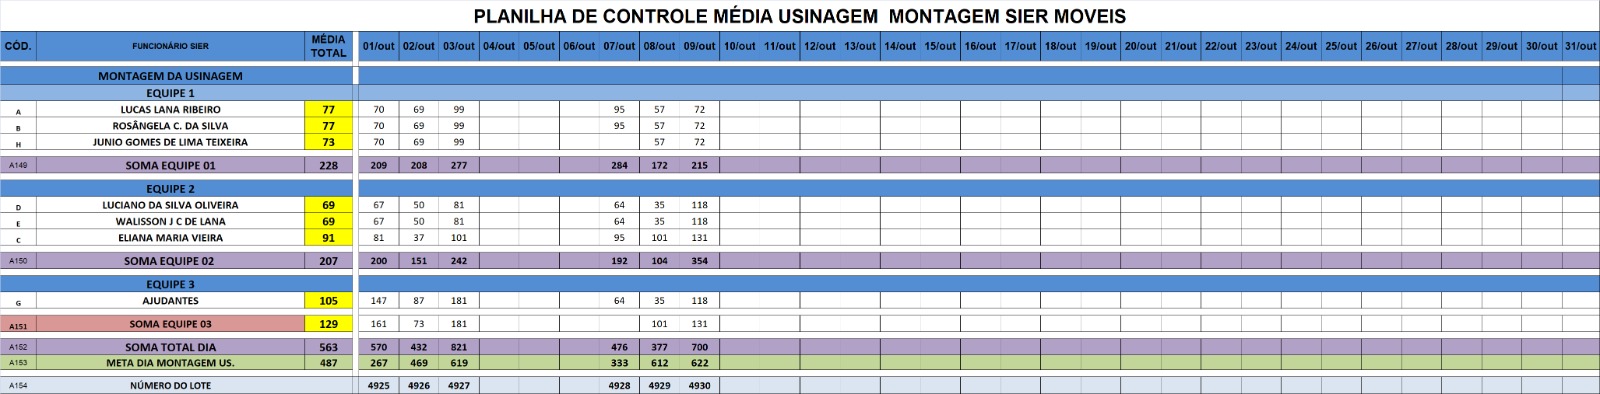 PLANILHA DE CONTROLE MÉDIA USINAGEM MONTAGEM SIER MOVEIS
CÓD. FUNCIONÁRIO SIER MÉDIA TOTAL 01/out 02/out 03/out 04/out 05/out 06/out 07/out 08/out 09/out 10/out 11/out 12/out 13/out 14/out 15/out 16/out 17/out 18/out 19/out 20/out 21/out 22/out 23/out 24/out 25/out 26/out 27/out 28/out 29/out 30/out 31/out
MONTAGEM DA USINAGEM
EQUIPE 1
A LUCAS LANA RIBEIRO 77 70 69 99 95 57 72
B ROSÂNGELA C. DA SILVA 77 70 69 99 95 57 72
H JUNIO GOMES DE LIMA TEIXEIRA 73 70 69 99 57 72
A149 SOMA EQUIPE 01 228 209 208 277 284 172 215
EQUIPE 2
D LUCIANO DA SILVA OLIVEIRA 69 67 50 81 64 35 118
E WALISSON J C DE LANA 69 67 50 81 64 35 118
C ELIANA MARIA VIEIRA 91 81 37 101 95 101 131
A150 SOMA EQUIPE 02 207 200 151 242 192 104 354
EQUIPE 3
G AJUDANTES 105 147 87 181 64 35 118
A151 SOMA EQUIPE 03 129 161 73 181 101 131
A152 SOMA TOTAL DIA 563 570 432 821 476 377 700
A153 META DIA MONTAGEM US. 487 267 469 619 333 612 622
A154 NÚMERO DO LOTE 4925 4926 4927 4928 4929 4930